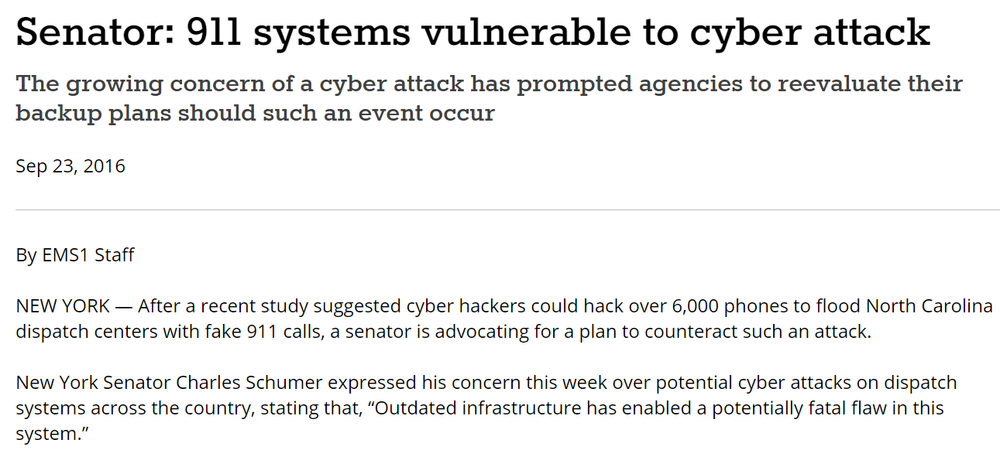 Senator: 911 systems vulnerable to cyber attack
The growing concern of a cyber attack has prompted agencies to reevaluate their
backup plans should such an event occur
Sep 23, 2016
By EMS1 Staff
NEW YORK — After a recent study suggested cyber hackers could hack over 6,000 phones to flood North Carolina
dispatch centers with fake 911 calls, a senator is advocating for a plan to counteract such an attack.
New York Senator Charles Schumer expressed his concern this week over potential cyber attacks on dispatch
systems across the country, stating that, “Outdated infrastructure has enabled a potentially fatal flaw in this
system.”